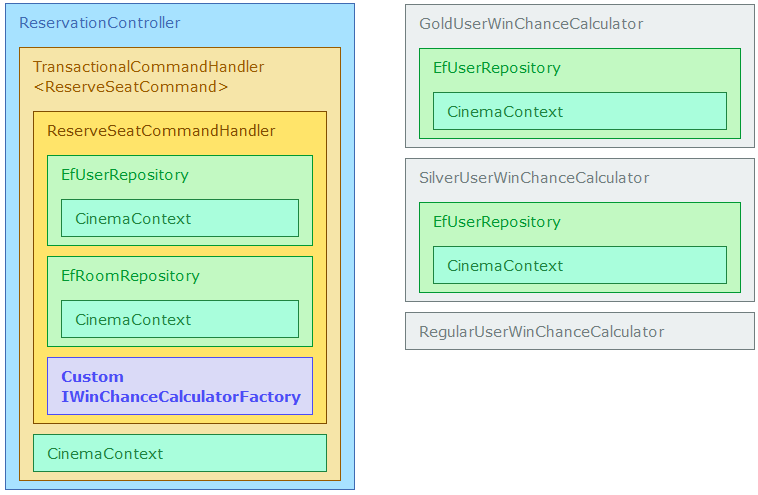 ReservationController
TransactionalCommandHandler
<ReserveSeatCommand>
ReserveSeatCommandHandler
EfUserRepository
CinemaContext
EfRoomRepository
CinemaContext
Custom
IWinChanceCalculatorFactory
CinemaContext
GoldUserWinChanceCalculator
EfUserRepository
CinemaContext
SilverUserWinChanceCalculator
EfUserRepository
CinemaContext
RegularUserWinChanceCalculator